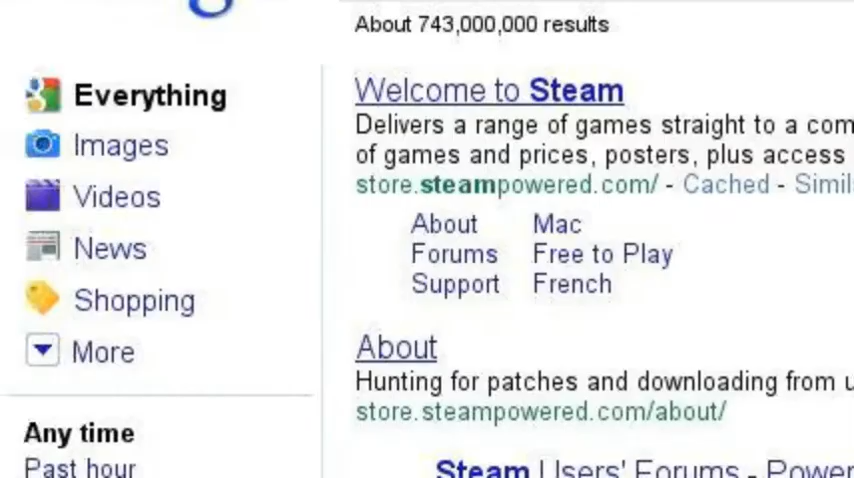 About 743,000,000 results
Everything
Images
Videos
News
Shopping
More
Any time
Past hour
Welcome to Steam
Delivers a range of games straight to a com
of games and prices, posters, plus access
store.steampowered.com/ - Cached - Simil
About Mac
Forums Free to Play
Support French
About
Hunting for patches and downloading from u
store.steampowered.com/about/
Steam Users' Forums - Power